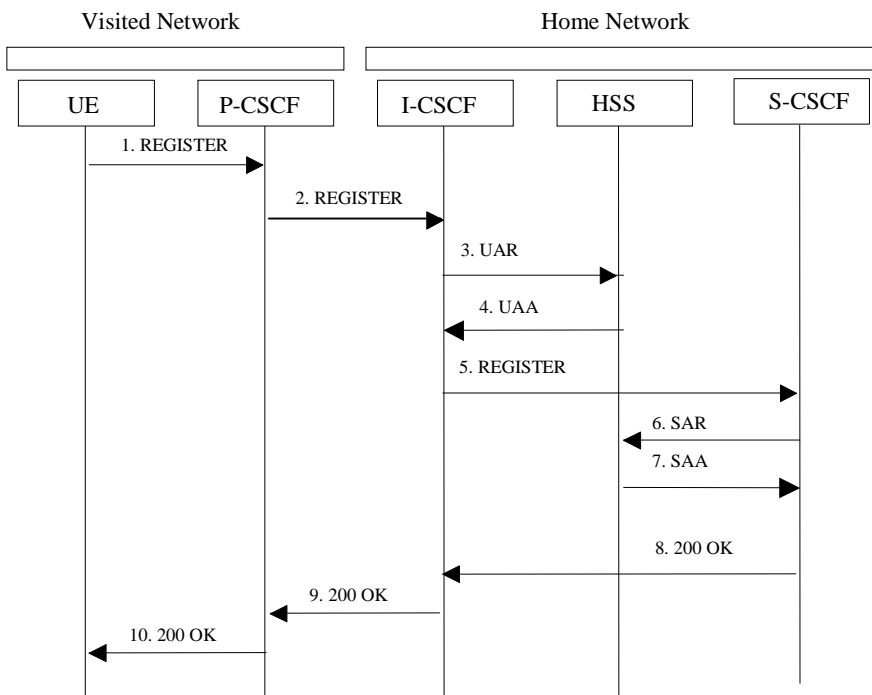 Visited Network
Home Network
UE
P-CSCF
I-CSCF
HSS
S-CSCF
1. REGISTER
2. REGISTER
3. UAR
4. UAA
5. REGISTER
6. SAR
7. SAA
8. 200 OK
9. 200 OK
10. 200 OK